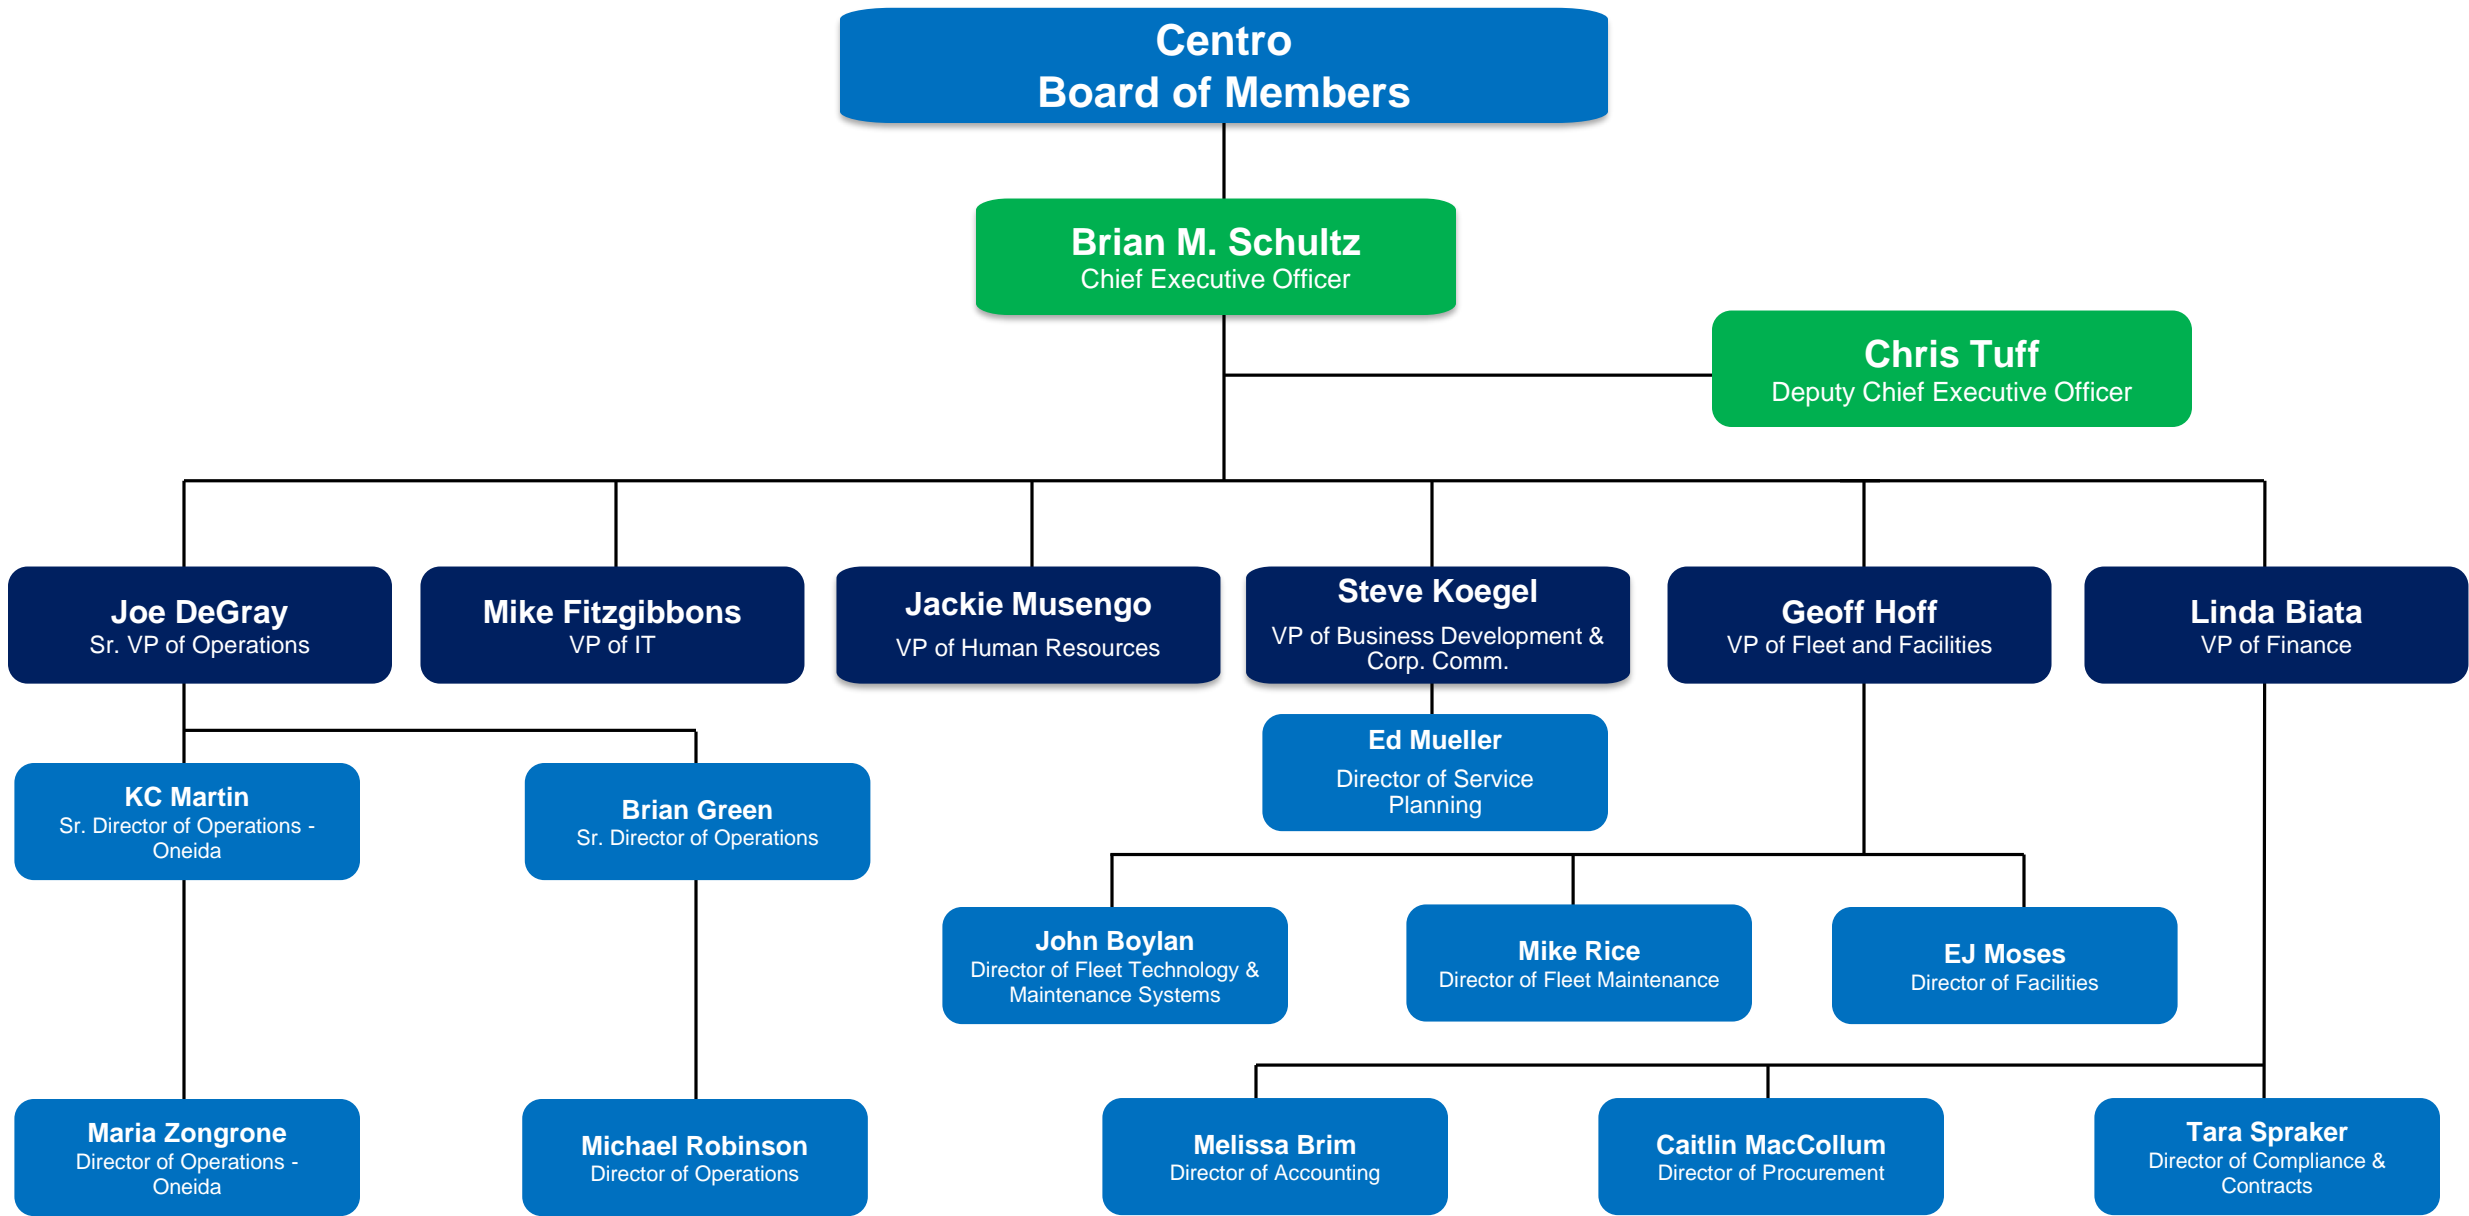 Centro
Board of Members
Brian M. Schultz
Chief Executive Officer
Chris Tuff
Deputy Chief Executive Officer
Joe DeGray
Sr. VP of Operations
Mike Fitzgibbons
VP of IT
Jackie Musengo
VP of Human Resources
Steve Koegel
VP of Business Development &
Corp. Comm.
Geoff Hoff
VP of Fleet and Facilities
Linda Biata
VP of Finance
KC Martin
Sr. Director of Operations -
Oneida
Brian Green
Sr. Director of Operations
Ed Mueller
Director of Service
Planning
John Boylan
Director of Fleet Technology &
Maintenance Systems
Mike Rice
Director of Fleet Maintenance
EJ Moses
Director of Facilities
Maria Zongrone
Director of Operations -
Oneida
Michael Robinson
Director of Operations
Melissa Brim
Director of Accounting
Caitlin MacCollum
Director of Procurement
Tara Spraker
Director of Compliance &
Contracts